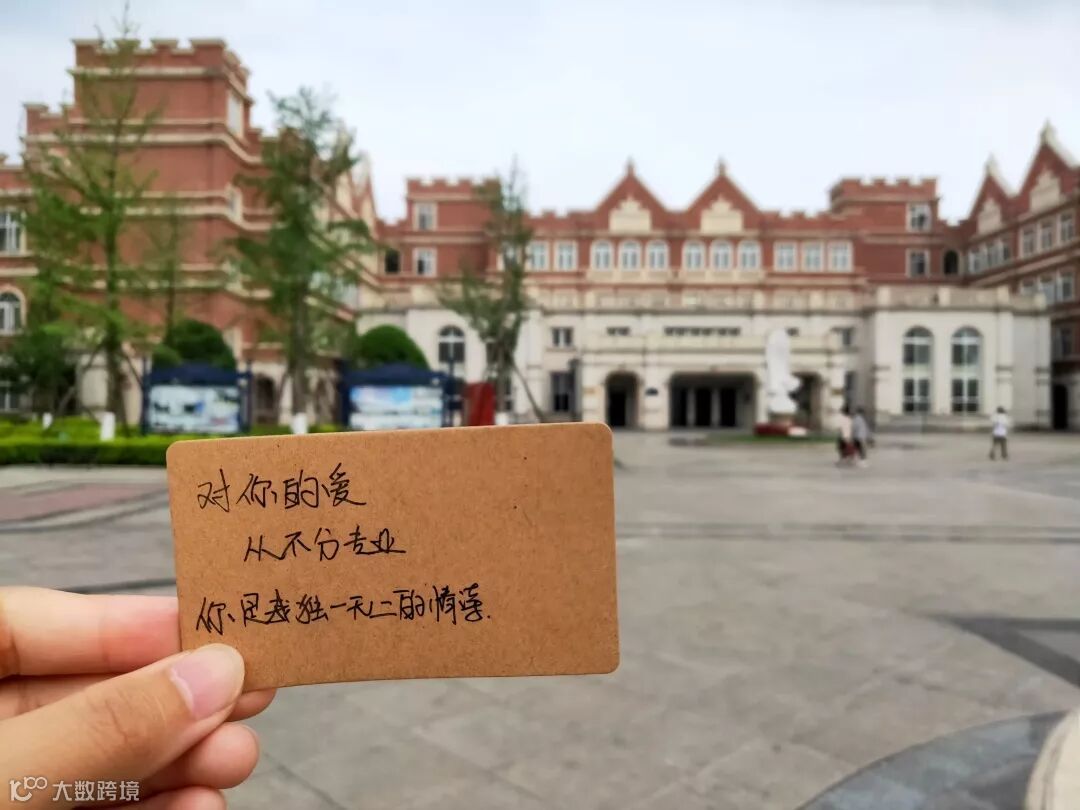 对你的爱
从不分专业
你是我独一无二的情字.
大数跨境